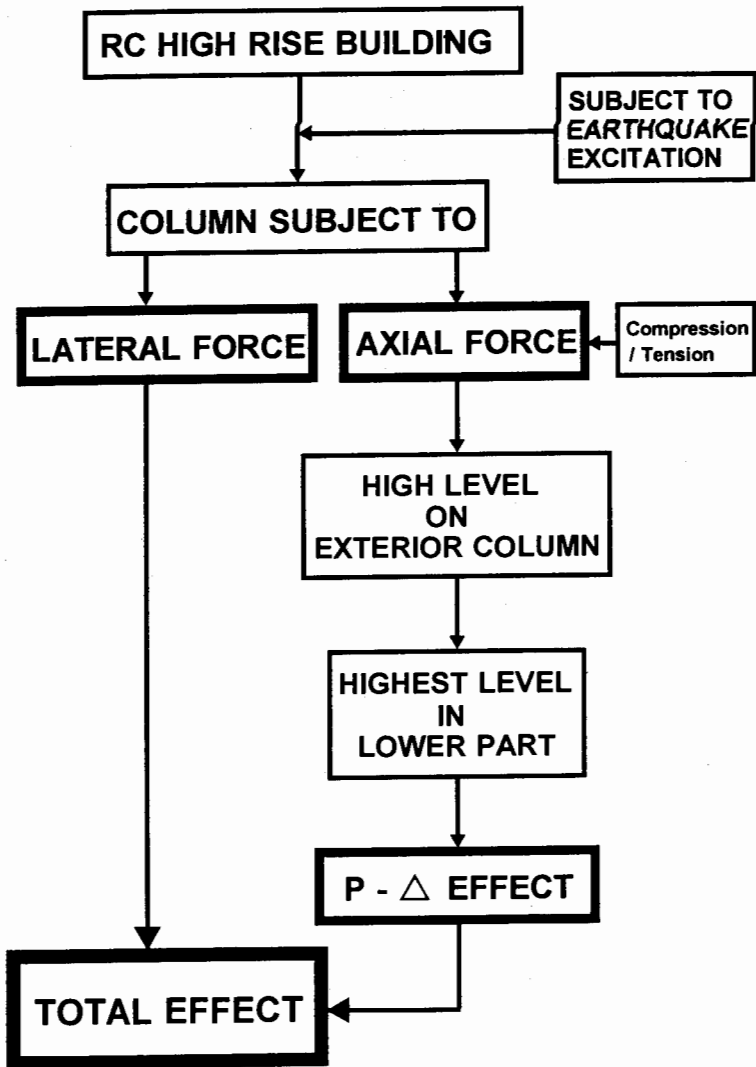 RC HIGH RISE BUILDING
SUBJECT TO
EARTHQUAKE
EXCITATION
COLUMN SUBJECT TO
LATERAL FORCE
AXIAL FORCE
Compression
/ Tension
HIGH LEVEL
ON
EXTERIOR COLUMN
HIGHEST LEVEL
IN
LOWER PART
P - △ EFFECT
TOTAL EFFECT